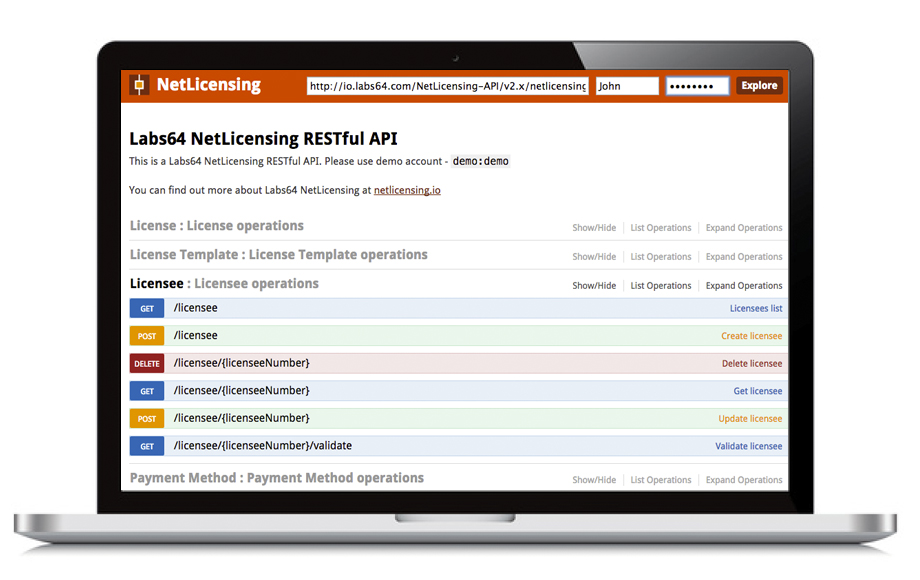 NetLicensing http://io.labs64.com/NetLicensing-API/v2.x/netlicensing John •••••••• Explore
Labs64 NetLicensing RESTful API
This is a Labs64 NetLicensing RESTful API. Please use demo account - demo:demo
You can find out more about Labs64 NetLicensing at netlicensing.io
License : License operations Show/Hide List Operations Expand Operations
License Template : License Template operations Show/Hide List Operations Expand Operations
Licensee : Licensee operations Show/Hide List Operations Expand Operations
GET /licensee Licensees list
POST /licensee Create licensee
DELETE /licensee/{licenseeNumber} Delete licensee
GET /licensee/{licenseeNumber} Get licensee
POST /licensee/{licenseeNumber} Update licensee
GET /licensee/{licenseeNumber}/validate Validate licensee
Payment Method : Payment Method operations Show/Hide List Operations Expand Operations